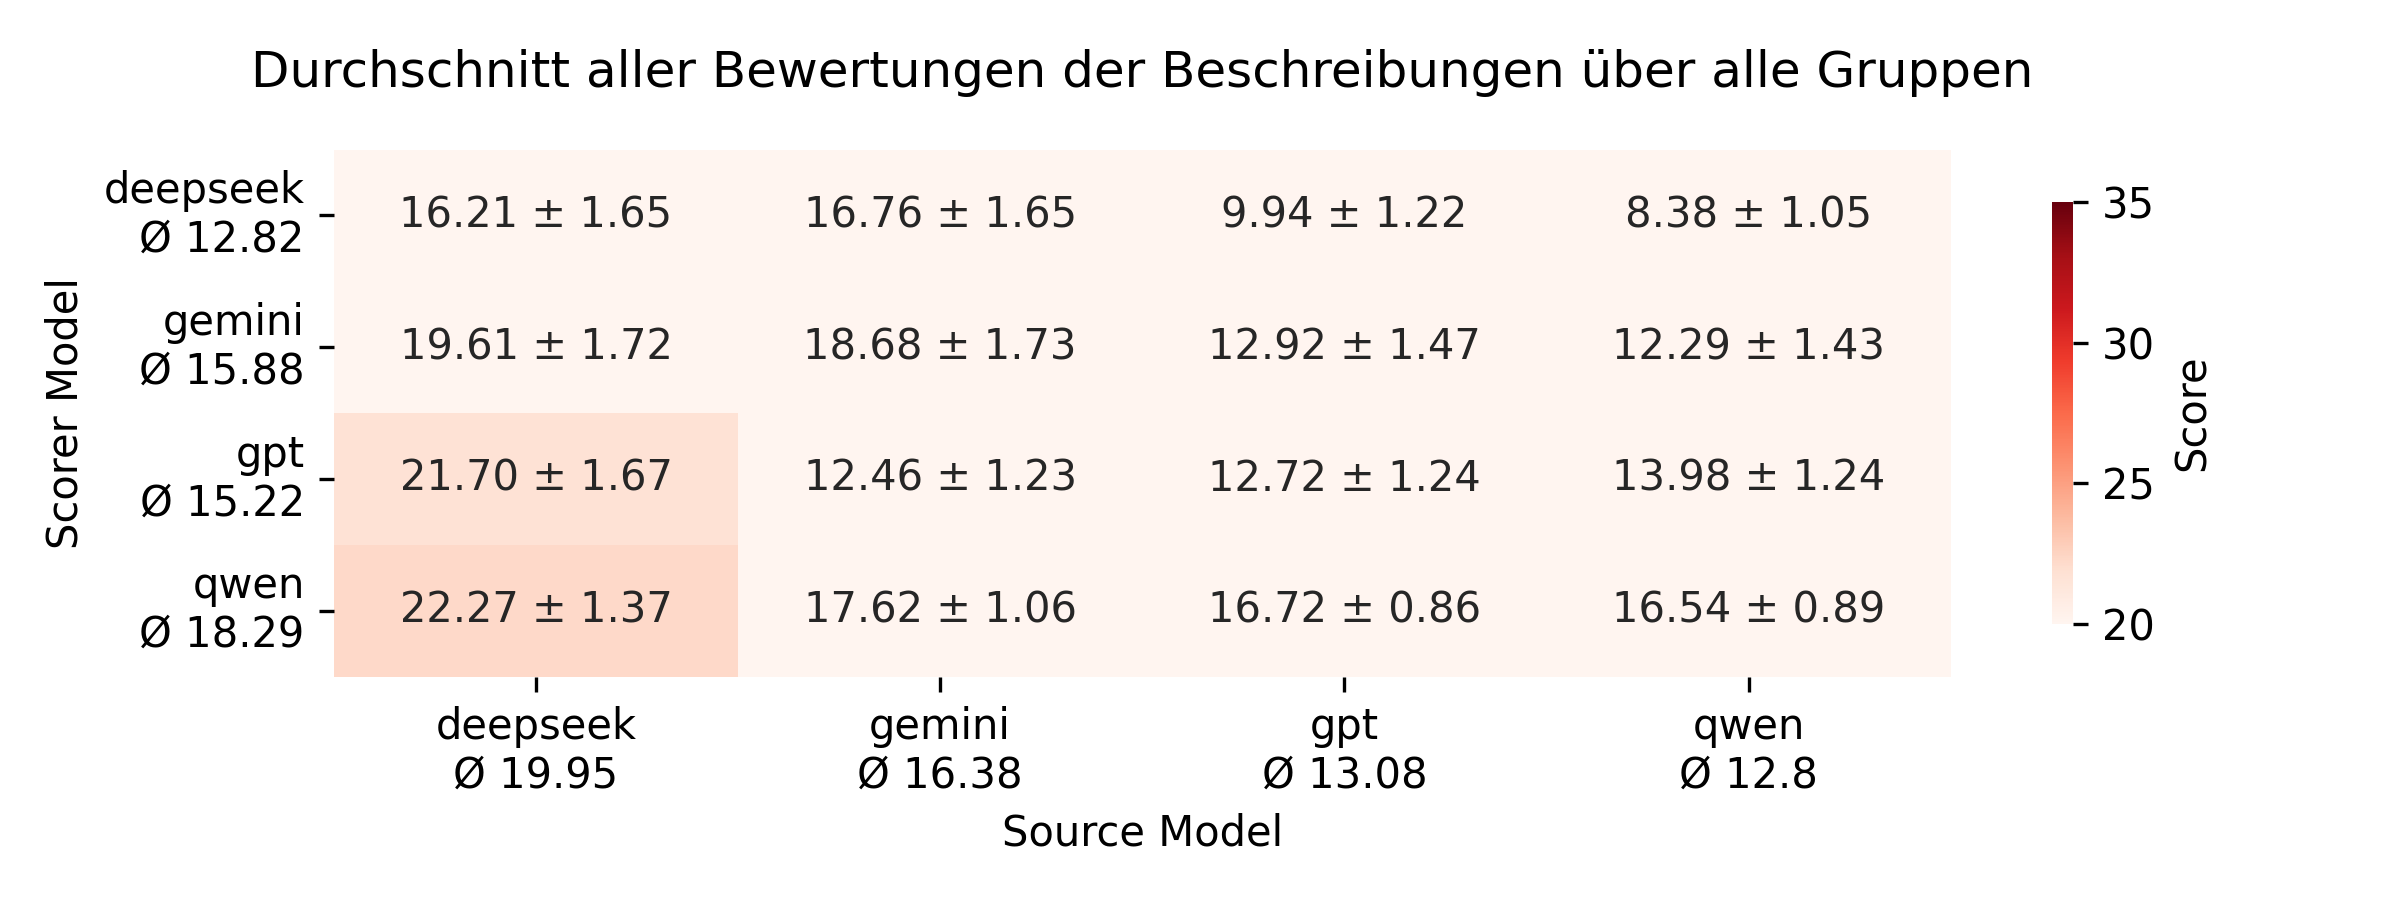 Durchschnitt aller Bewertungen der Beschreibungen über alle Gruppen
Scorer Model
deepseek
Ø 12.82
16.21 ± 1.65 16.76 ± 1.65 9.94 ± 1.22 8.38 ± 1.05
gemini
Ø 15.88
19.61 ± 1.72 18.68 ± 1.73 12.92 ± 1.47 12.29 ± 1.43
gpt
Ø 15.22
21.70 ± 1.67 12.46 ± 1.23 12.72 ± 1.24 13.98 ± 1.24
qwen
Ø 18.29
22.27 ± 1.37 17.62 ± 1.06 16.72 ± 0.86 16.54 ± 0.89
deepseek gemini gpt qwen
Ø 19.95 Ø 16.38 Ø 13.08 Ø 12.8
Source Model
35
30
25
20
Score